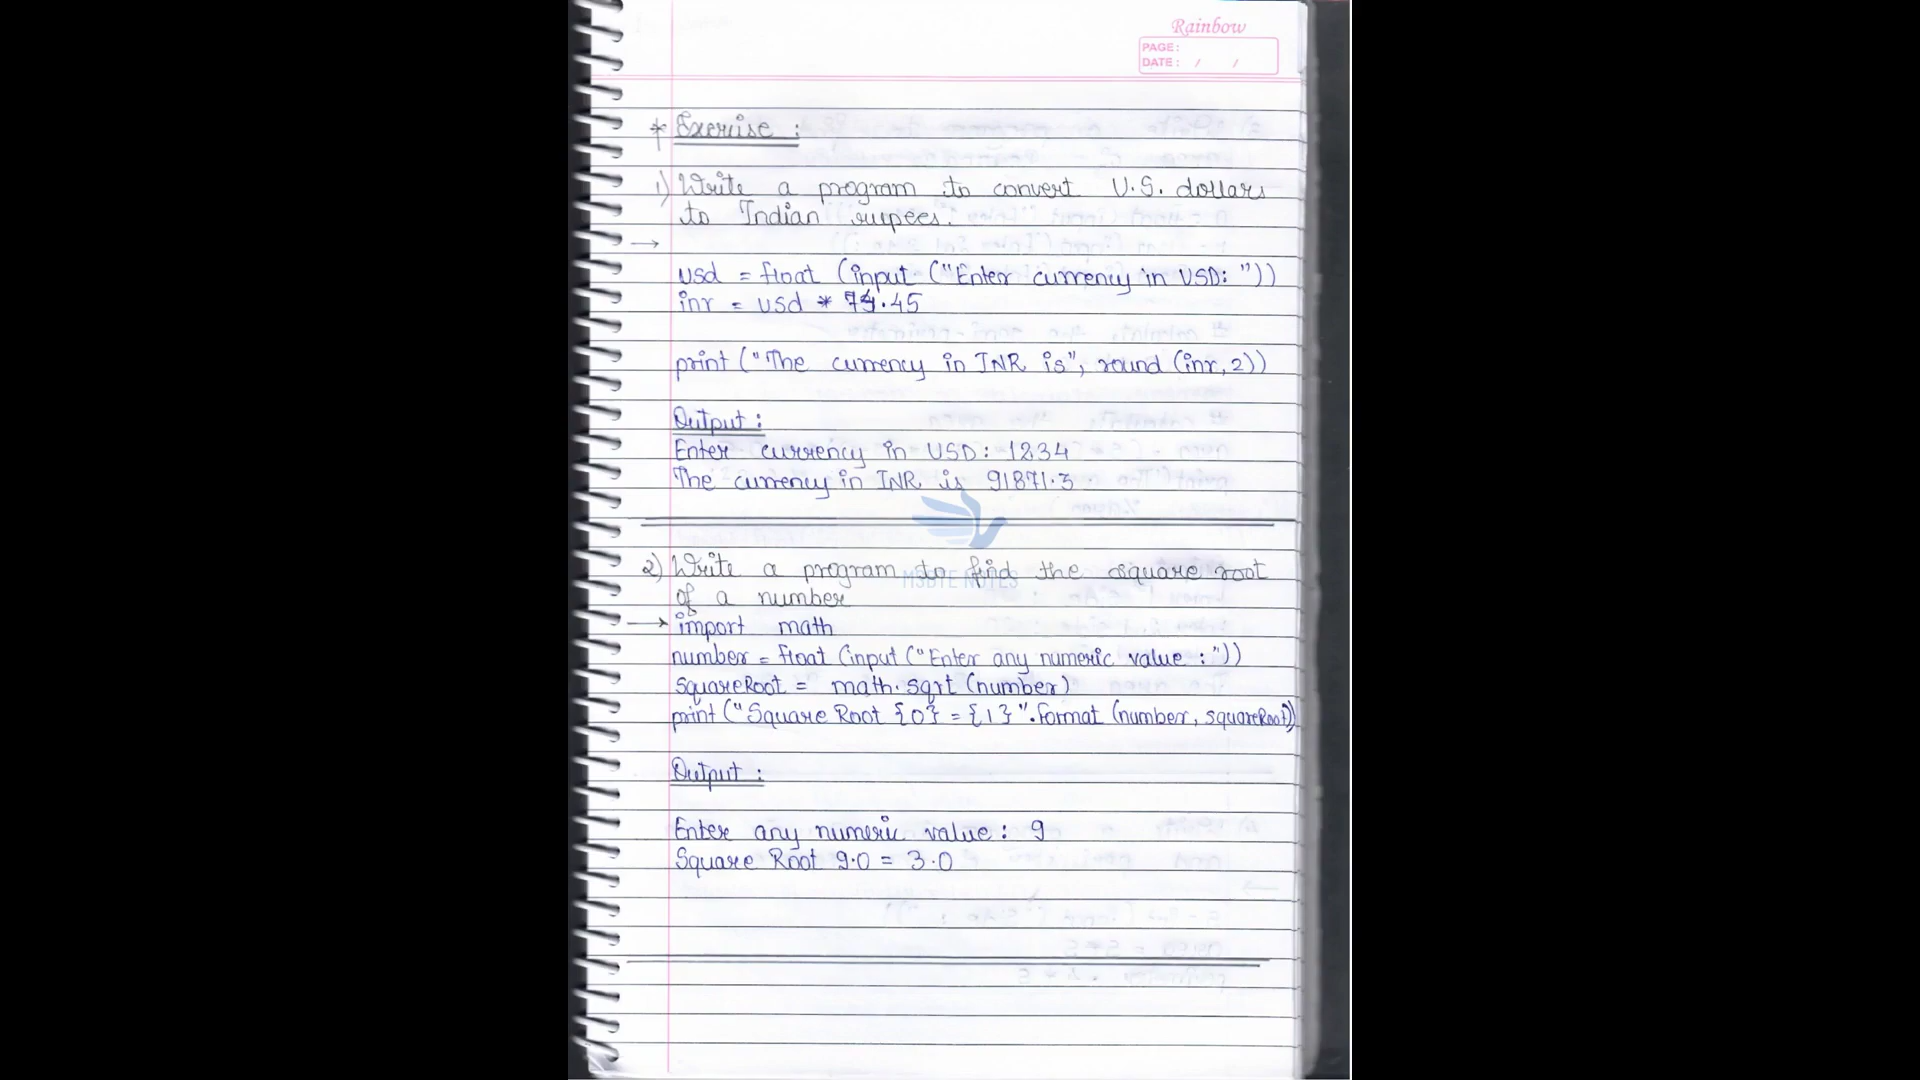 Rainbow
PAGE:
DATE: / /
* Exercise :
1) Write a program to convert U.S. dollars
to Indian rupees.
→
usd = float (input ("Enter currency in USD: "))
inr = usd * 74.45
print ("The currency in INR is", round (inr, 2))
Output :
Enter currency in USD: 1234
The currency in INR is 91871.3
2) Write a program to find the square root
MSBTE NOTES
of a number
→ import math
number = float (input ("Enter any numeric value : "))
squareRoot = math.sqrt (number)
print ("Square Root {0} = {1} ".format (number, squareRoot))
Output :
Enter any numeric value : 9
Square Root 9.0 = 3.0